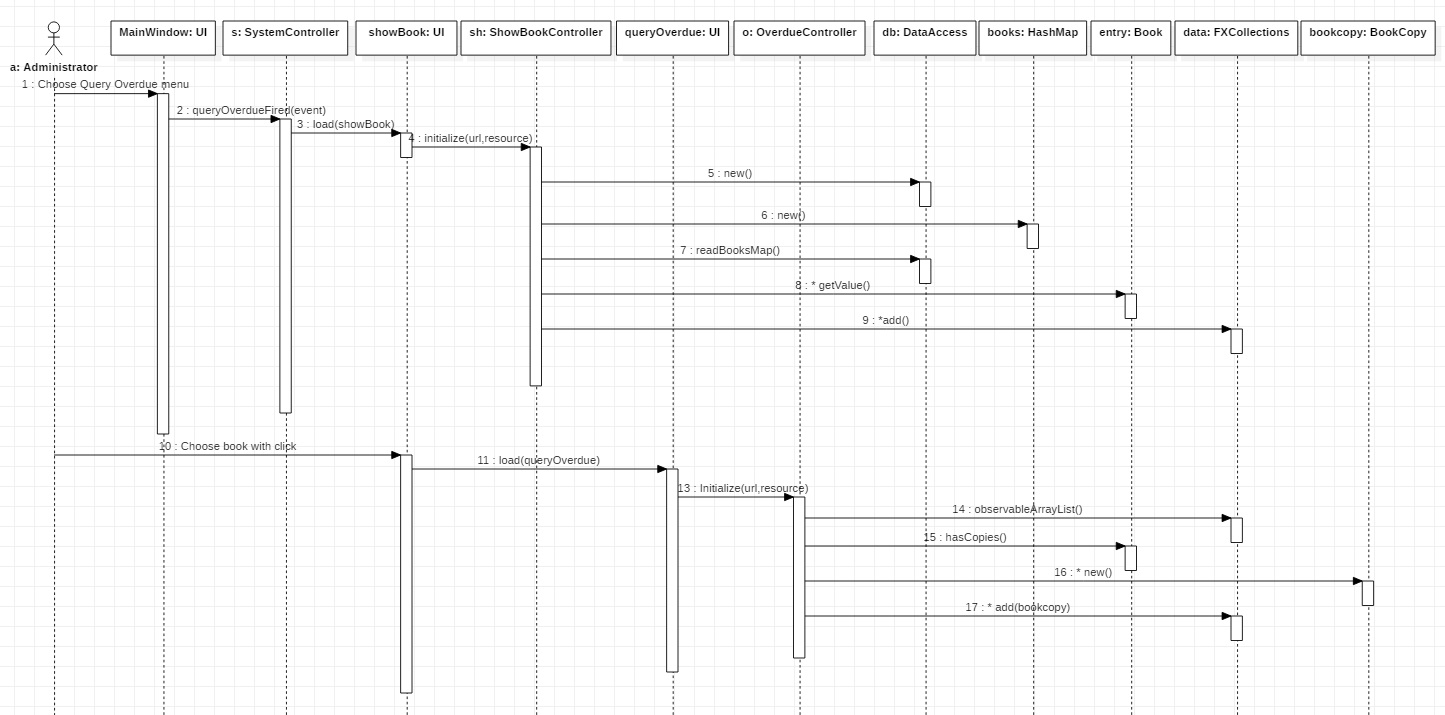 MainWindow: UI
s: SystemController
showBook: UI
sh: ShowBookController
queryOverdue: UI
o: OverdueController
db: DataAccess
books: HashMap
entry: Book
data: FXCollections
bookcopy: BookCopy
a: Administrator
1 : Choose Query Overdue menu
2 : queryOverdueFired(event)
3 : load(showBook)
4 : initialize(url,resource)
5 : new()
6 : new()
7 : readBooksMap()
8 : * getValue()
9 : *add()
10 : Choose book with click
11 : load(queryOverdue)
13 : Initialize(url,resource)
14 : observableArrayList()
15 : hasCopies()
16 : * new()
17 : * add(bookcopy)